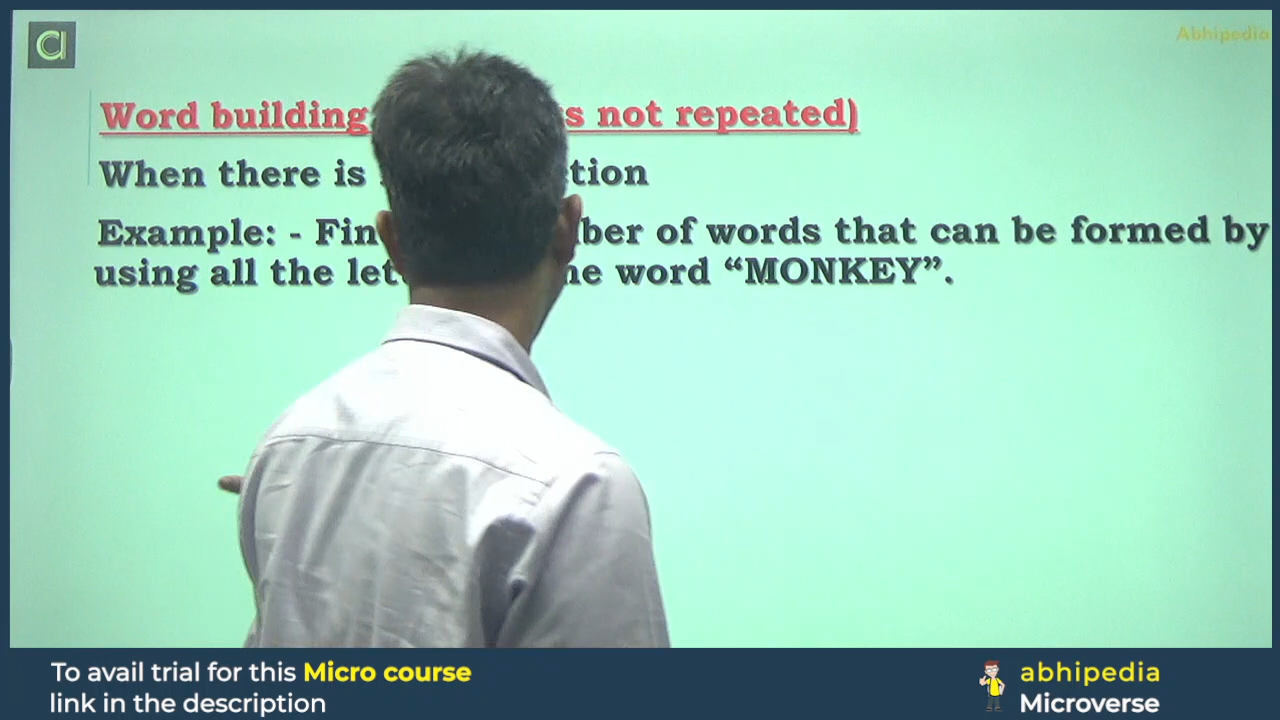 Abhipedia
Word building s not repeated)
When there is tion
Example: - Fin ber of words that can be formed by
using all the let he word “MONKEY”.
To avail trial for this Micro course
link in the description
abhipedia
Microverse